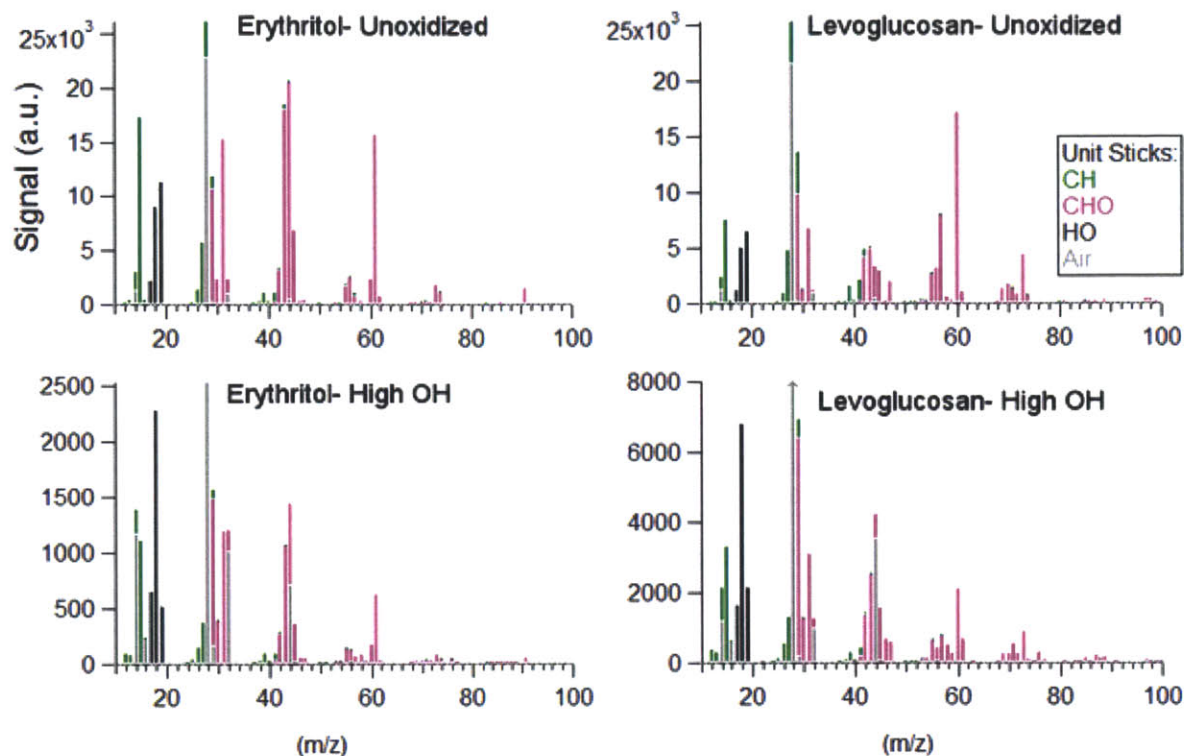 Erythritol- Unoxidized
25x10³
20
15
10
5
0
Signal (a.u.)
20 40 60 80 100
Levoglucosan- Unoxidized
25x10³
20
15
10
5
0
20 40 60 80 100
Unit Sticks:
CH
CHO
HO
Air
Erythritol- High OH
2500
2000
1500
1000
500
0
20 40 60 80 100
(m/z)
Levoglucosan- High OH
8000
6000
4000
2000
0
20 40 60 80 100
(m/z)